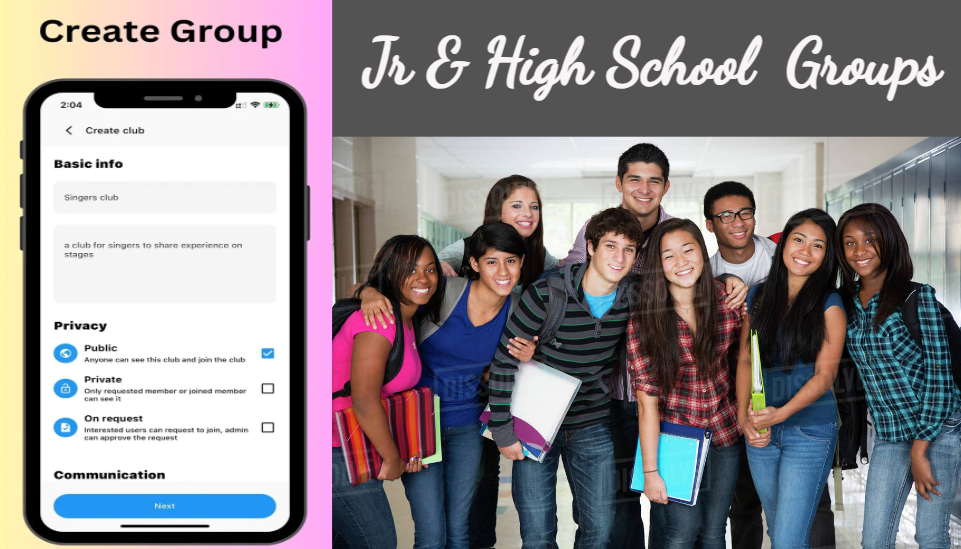 Create Group
2:04
Create club
Basic info
Singers club
a club for singers to share experience on
stages
Privacy
Public
Anyone can see this club and join the club
Private
Only requested member or joined member
can see it
On request
Interested users can request to join, admin
can approve the request
Communication
Next
Jr & High School Groups